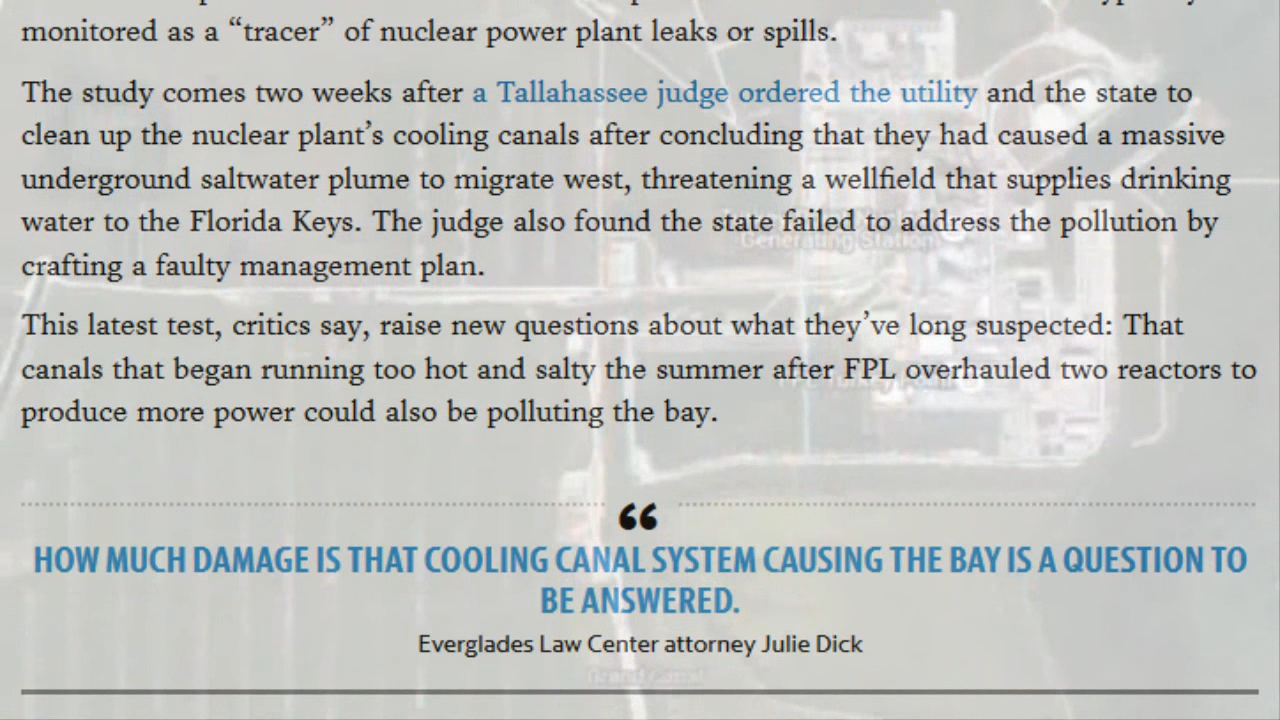 monitored as a “tracer” of nuclear power plant leaks or spills.
The study comes two weeks after a Tallahassee judge ordered the utility and the state to
clean up the nuclear plant’s cooling canals after concluding that they had caused a massive
underground saltwater plume to migrate west, threatening a wellfield that supplies drinking
water to the Florida Keys. The judge also found the state failed to address the pollution by
Generating Station
crafting a faulty management plan.
This latest test, critics say, raise new questions about what they’ve long suspected: That
canals that began running too hot and salty the summer after FPL overhauled two reactors to
produce more power could also be polluting the bay.
“
HOW MUCH DAMAGE IS THAT COOLING CANAL SYSTEM CAUSING THE BAY IS A QUESTION TO
BE ANSWERED.
Everglades Law Center attorney Julie Dick
Grand Canal